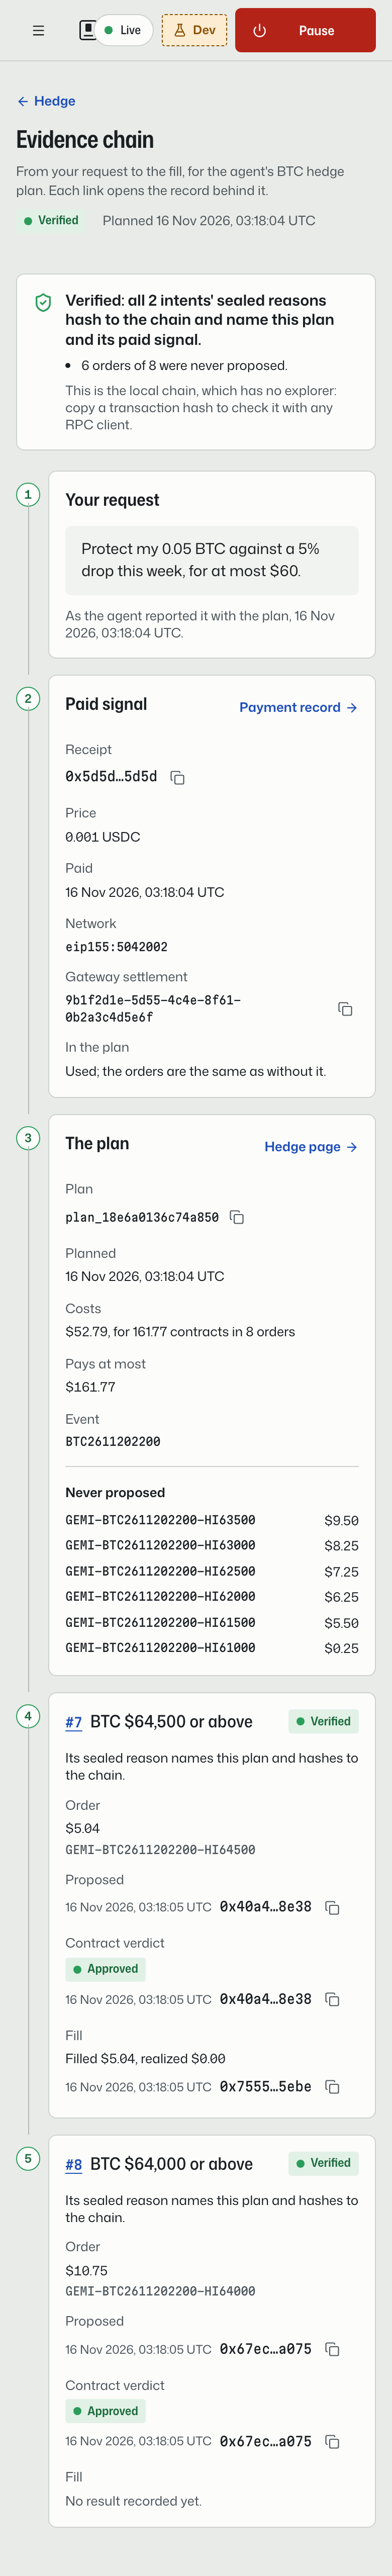 Live
Dev
Pause
Hedge
Evidence chain
From your request to the fill, for the agent's BTC hedge
plan. Each link opens the record behind it.
Verified Planned 16 Nov 2026, 03:18:04 UTC
Verified: all 2 intents' sealed reasons
hash to the chain and name this plan
and its paid signal.
• 6 orders of 8 were never proposed.
This is the local chain, which has no explorer:
copy a transaction hash to check it with any
RPC client.
1
Your request
Protect my 0.05 BTC against a 5%
drop this week, for at most $60.
As the agent reported it with the plan, 16 Nov
2026, 03:18:04 UTC.
2
Paid signal
Payment record →
Receipt
0x5d5d…5d5d
Price
0.001 USDC
Paid
16 Nov 2026, 03:18:04 UTC
Network
eip155:5042002
Gateway settlement
9b1f2d1e-5d55-4c4e-8f61-
0b2a3c4d5e6f
In the plan
Used; the orders are the same as without it.
3
The plan
Hedge page →
Plan
plan_18e6a0136c74a850
Planned
16 Nov 2026, 03:18:04 UTC
Costs
$52.79, for 161.77 contracts in 8 orders
Pays at most
$161.77
Event
BTC2611202200
Never proposed
GEMI-BTC2611202200-HI63500 $9.50
GEMI-BTC2611202200-HI63000 $8.25
GEMI-BTC2611202200-HI62500 $7.25
GEMI-BTC2611202200-HI62000 $6.25
GEMI-BTC2611202200-HI61500 $5.50
GEMI-BTC2611202200-HI61000 $0.25
4
#7 BTC $64,500 or above
Verified
Its sealed reason names this plan and hashes to
the chain.
Order
$5.04
GEMI-BTC2611202200-HI64500
Proposed
16 Nov 2026, 03:18:05 UTC 0x40a4…8e38
Contract verdict
Approved
16 Nov 2026, 03:18:05 UTC 0x40a4…8e38
Fill
Filled $5.04, realized $0.00
16 Nov 2026, 03:18:05 UTC 0x7555…5ebe
5
#8 BTC $64,000 or above
Verified
Its sealed reason names this plan and hashes to
the chain.
Order
$10.75
GEMI-BTC2611202200-HI64000
Proposed
16 Nov 2026, 03:18:05 UTC 0x67ec…a075
Contract verdict
Approved
16 Nov 2026, 03:18:05 UTC 0x67ec…a075
Fill
No result recorded yet.